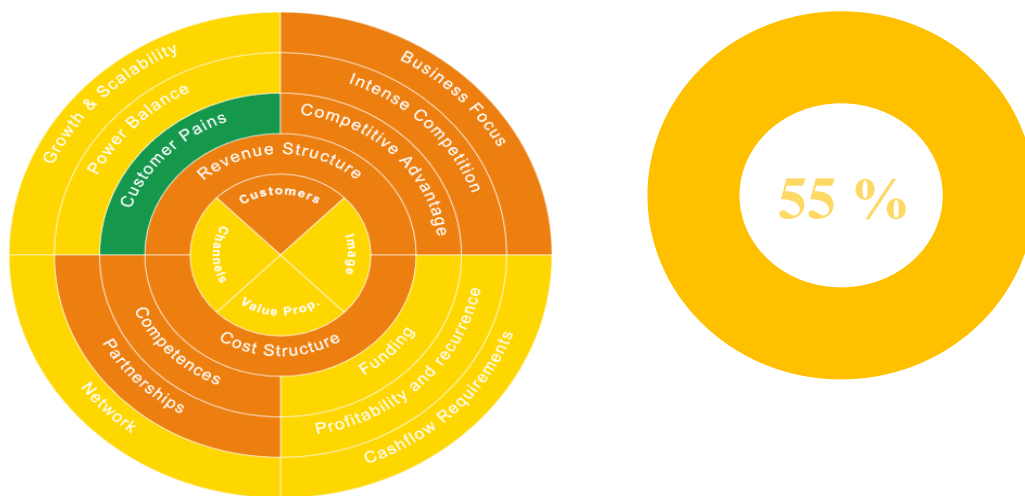 Growth & Scalability
Power Balance
Customer Pains
Business Focus
Intense Competition
Competitive Advantage
Revenue Structure
Customers
Channels
Image
Value Prop.
Cost Structure
Competences
Partnerships
Network
Funding
Profitability and recurrence
Cashflow Requirements
55 %